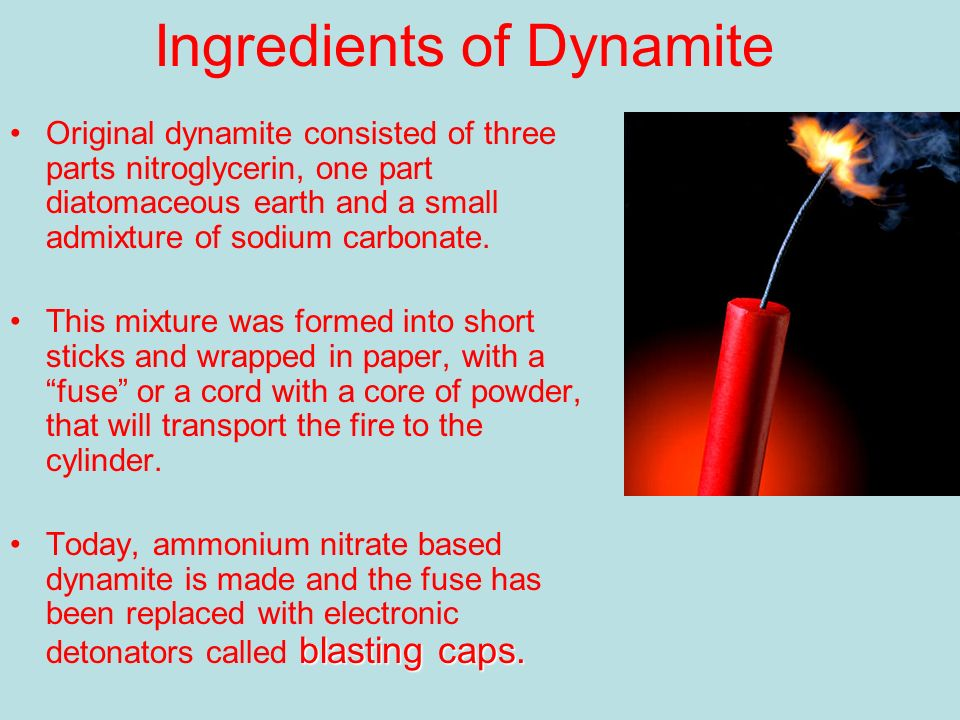 Ingredients of Dynamite
• Original dynamite consisted of three
parts nitroglycerin, one part
diatomaceous earth and a small
admixture of sodium carbonate.
• This mixture was formed into short
sticks and wrapped in paper, with a
“fuse” or a cord with a core of powder,
that will transport the fire to the
cylinder.
• Today, ammonium nitrate based
dynamite is made and the fuse has
been replaced with electronic
detonators called blasting caps.